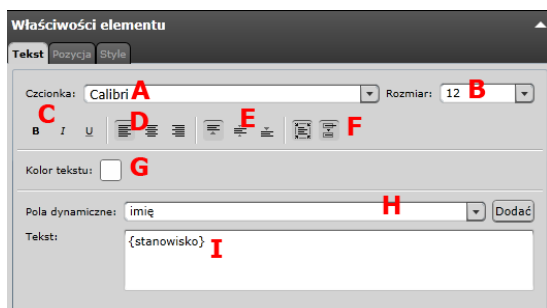 Właściwości elementu
Tekst Pozycja Style
Czcionka: Calibri A Rozmiar: 12 B
C D E F
B I U
Kolor tekstu: G
Pola dynamiczne: imię H Dodać
Tekst: {stanowisko} I